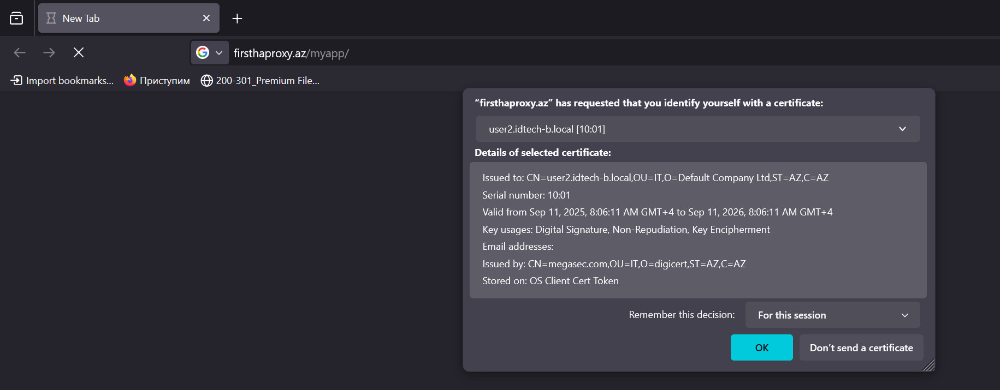 New Tab
firsthaproxy.az/myapp/
Import bookmarks...
Приступим
200-301_Premium File...
“firsthaproxy.az” has requested that you identify yourself with a certificate:
user2.idtech-b.local [10:01]
Details of selected certificate:
Issued to: CN=user2.idtech-b.local,OU=IT,O=Default Company Ltd,ST=AZ,C=AZ
Serial number: 10:01
Valid from Sep 11, 2025, 8:06:11 AM GMT+4 to Sep 11, 2026, 8:06:11 AM GMT+4
Key usages: Digital Signature, Non-Repudiation, Key Encipherment
Email addresses:
Issued by: CN=megasec.com,OU=IT,O=digicert,ST=AZ,C=AZ
Stored on: OS Client Cert Token
Remember this decision: For this session
OK Don’t send a certificate